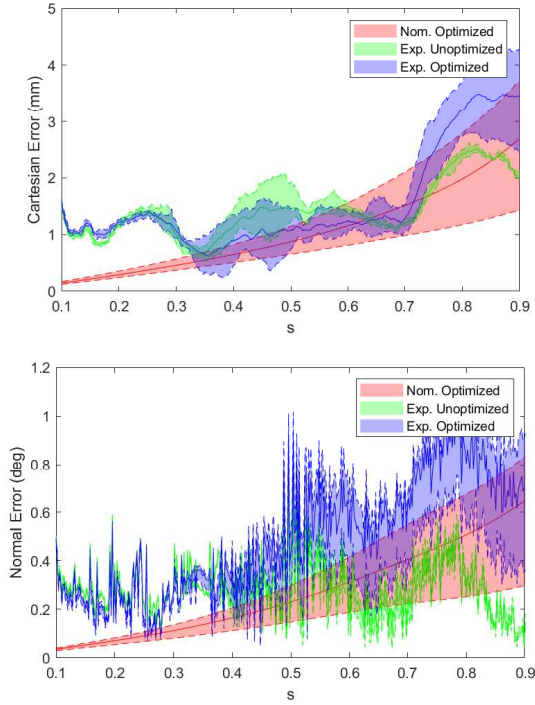 5
4
3
2
1
0
Cartesian Error (mm)
Nom. Optimized
Exp. Unoptimized
Exp. Optimized
0.1 0.2 0.3 0.4 0.5 0.6 0.7 0.8 0.9
s
1.2
1
0.8
0.6
0.4
0.2
0
Normal Error (deg)
Nom. Optimized
Exp. Unoptimized
Exp. Optimized
0.1 0.2 0.3 0.4 0.5 0.6 0.7 0.8 0.9
s